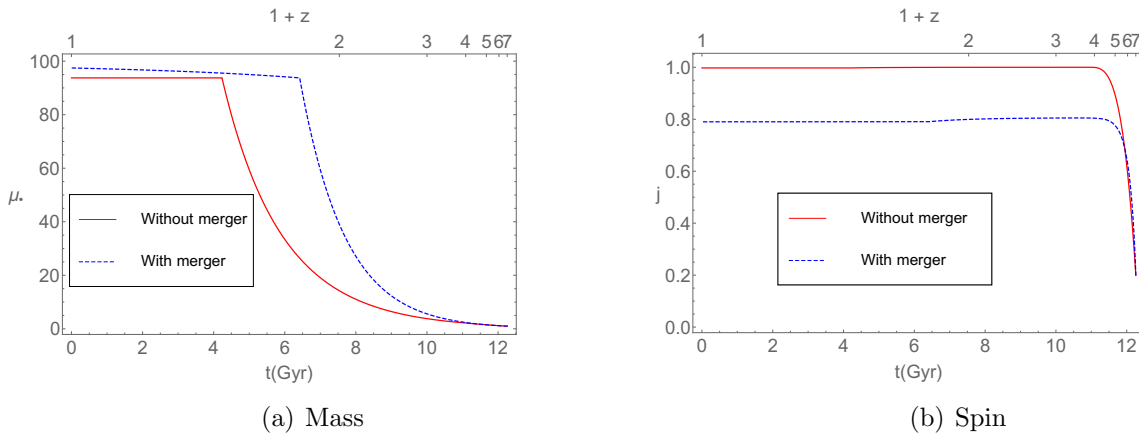 1 + z
1 2 3 4 5 6 7
100
80
60
40
20
0
μ•
Without merger
With merger
0 2 4 6 8 10 12
t(Gyr)
(a) Mass
1 + z
1 2 3 4 5 6 7
1.0
0.8
0.6
0.4
0.2
0.0
j
Without merger
With merger
0 2 4 6 8 10 12
t(Gyr)
(b) Spin